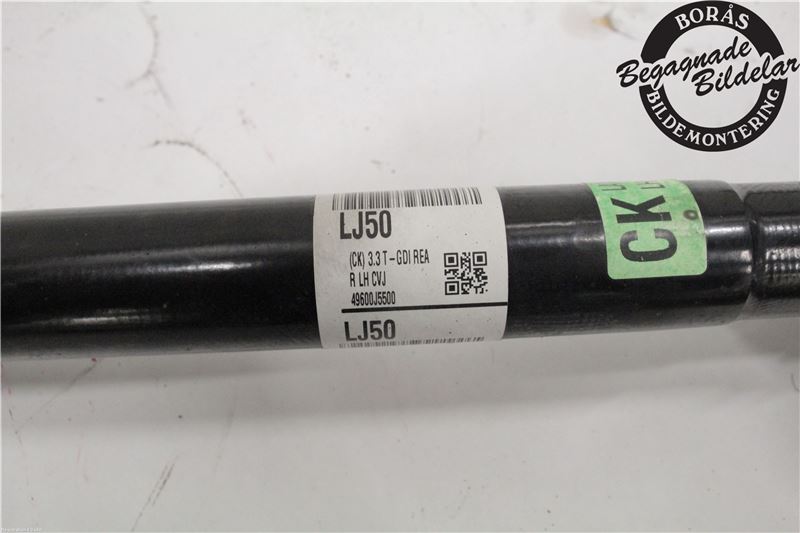 BORÅS
Begagnade
Bildelar
BILDEMONTERING
LJ50
(CK) 3.3 T-GDI REA
R LH CVJ
49600J5500
LJ50
CK